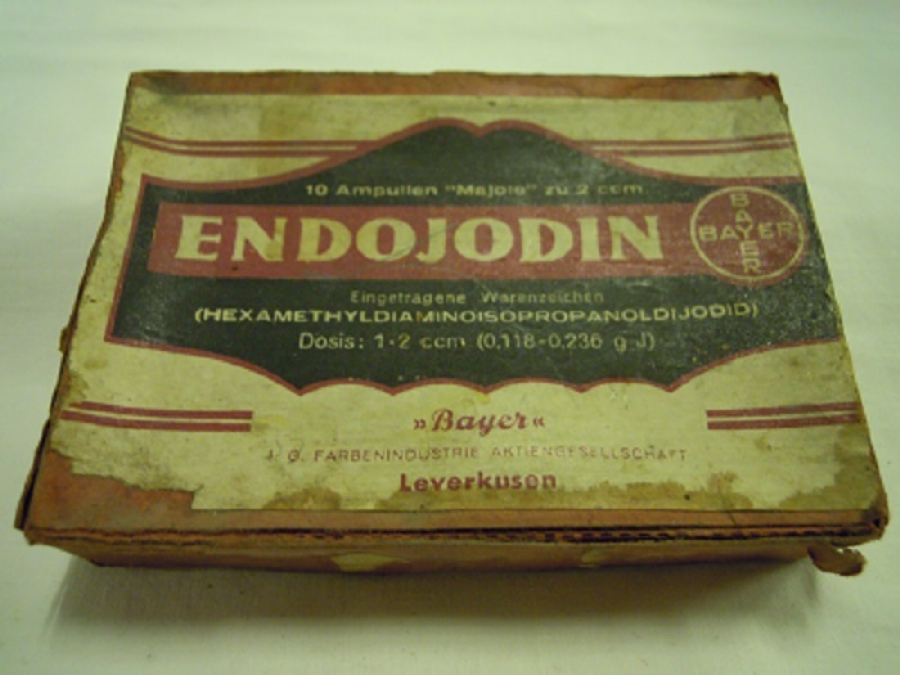 10 Ampullen "Majole" zu 2 ccm
ENDOJODIN
BAYER
BAYER
Eingetragene Warenzeichen
(HEXAMETHYLDIAMINOISOPROPANOLDIJODID)
Dosis: 1-2 ccm (0,118-0,236 g J)
»Bayer«
I. G. FARBENINDUSTRIE AKTIENGESELLSCHAFT
Leverkusen